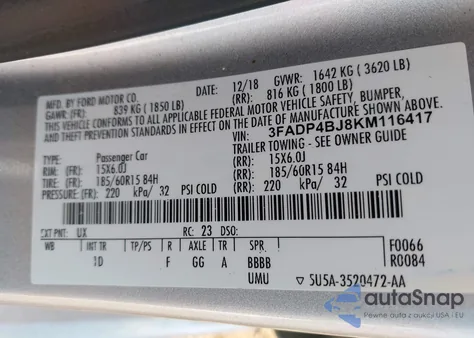 MFD. BY FORD MOTOR CO.
DATE: 12/18 GVWR: 1642 KG ( 3620 LB)
GAWR: (FR): 839 KG ( 1850 LB) (RR): 816 KG ( 1800 LB)
THIS VEHICLE CONFORMS TO ALL APPLICABLE FEDERAL MOTOR VEHICLE SAFETY, BUMPER,
AND THEFT PREVENTION STANDARDS IN EFFECT ON THE DATE OF MANUFACTURE SHOWN ABOVE.
VIN: 3FADP4BJ8KM116417
TYPE: Passenger Car TRAILER TOWING - SEE OWNER GUIDE
RIM: (FR): 15X6.0J (RR): 15X6.0J
TIRE: (FR): 185/60R15 84H (RR): 185/60R15 84H
PRESSURE: (FR): 220 kPa/ 32 PSI COLD (RR): 220 kPa/ 32 PSI COLD
EXT PNT: UX RC: 23 DSO: F0066
WB INT TR TP/PS R AXLE TR SPR R0084
1D F GG A BBBB
UMU 5U5A-3520472-AA
autaSnap
Auta z aukcji USA i EU